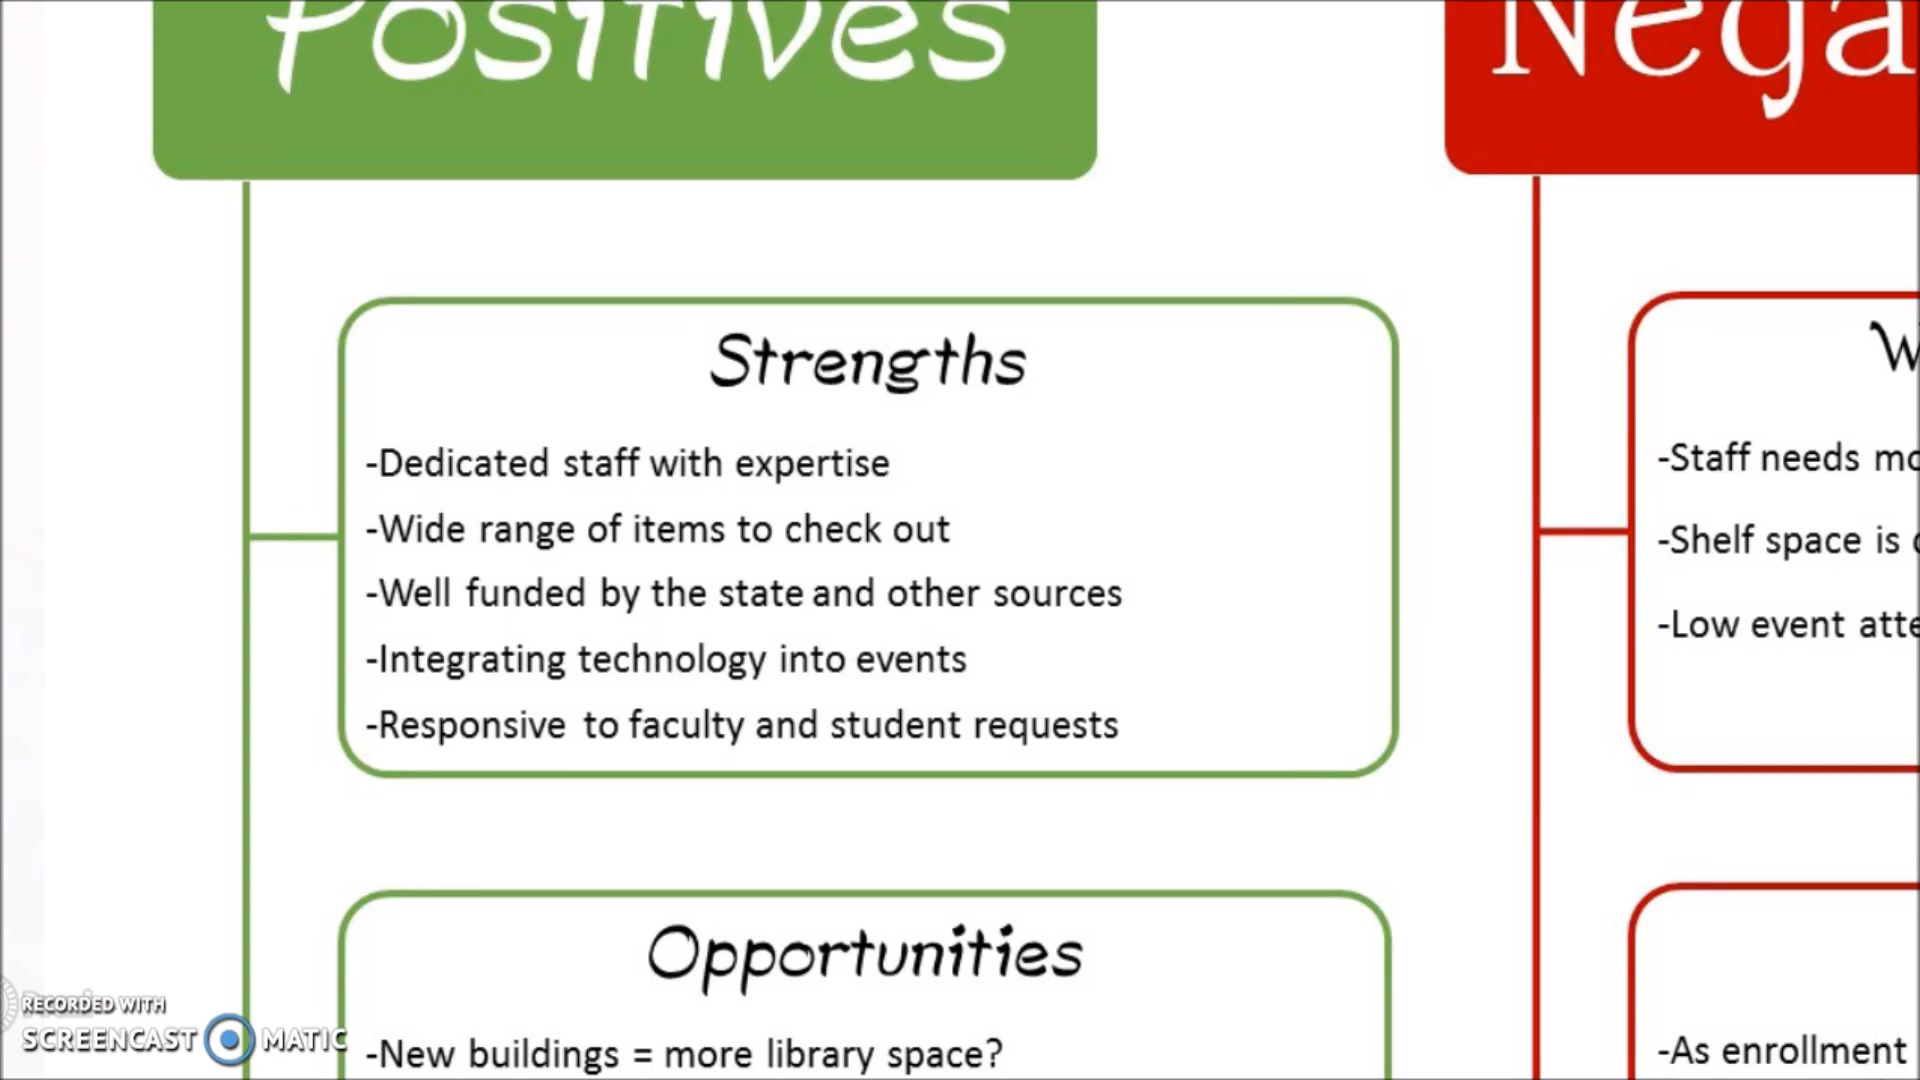 Positives
Strengths
-Dedicated staff with expertise
-Wide range of items to check out
-Well funded by the state and other sources
-Integrating technology into events
-Responsive to faculty and student requests
Opportunities
-New buildings = more library space?
Nega
W
-Staff needs mo
-Shelf space is
-Low event atte
-As enrollment
RECORDED WITH
SCREENCAST MATIC